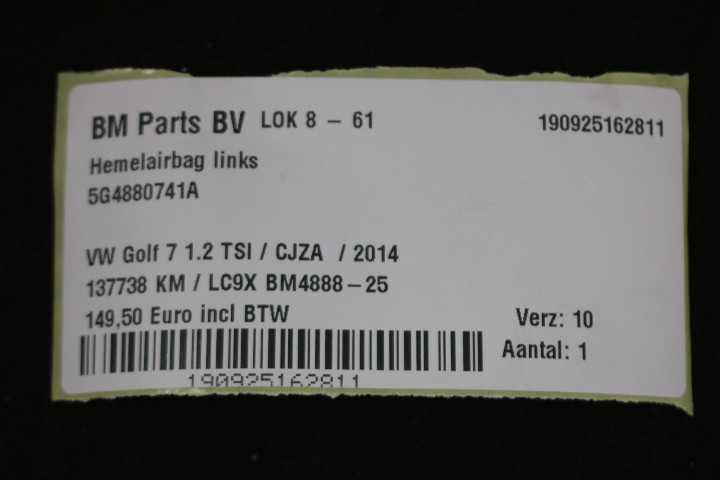 BM Parts BV LOK 8 - 61 190925162811
Hemelairbag links
5G4880741A
VW Golf 7 1.2 TSI / CJZA / 2014
137738 KM / LC9X BM4888-25
149,50 Euro incl BTW Verz: 10
Aantal: 1
190925162811